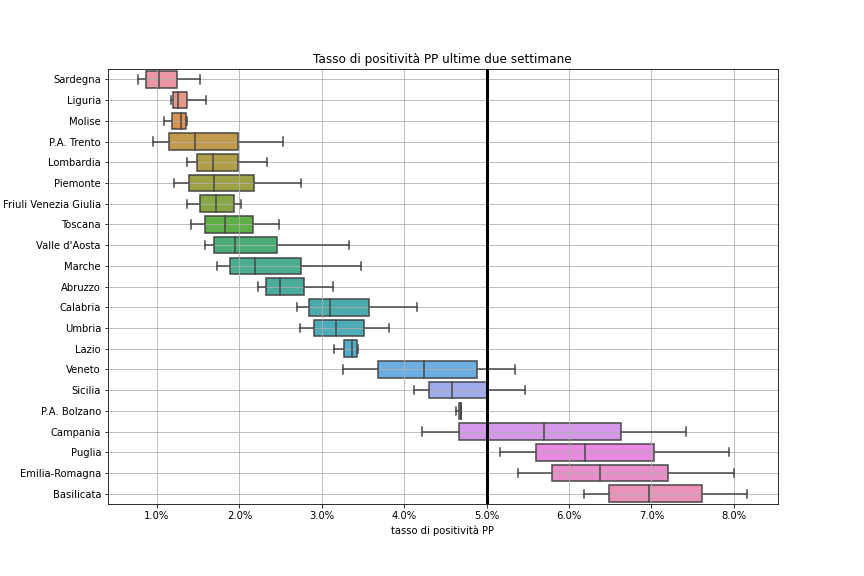 Tasso di positività PP ultime due settimane
Sardegna
Liguria
Molise
P.A. Trento
Lombardia
Piemonte
Friuli Venezia Giulia
Toscana
Valle d'Aosta
Marche
Abruzzo
Calabria
Umbria
Lazio
Veneto
Sicilia
P.A. Bolzano
Campania
Puglia
Emilia-Romagna
Basilicata
1.0% 2.0% 3.0% 4.0% 5.0% 6.0% 7.0% 8.0%
tasso di positività PP